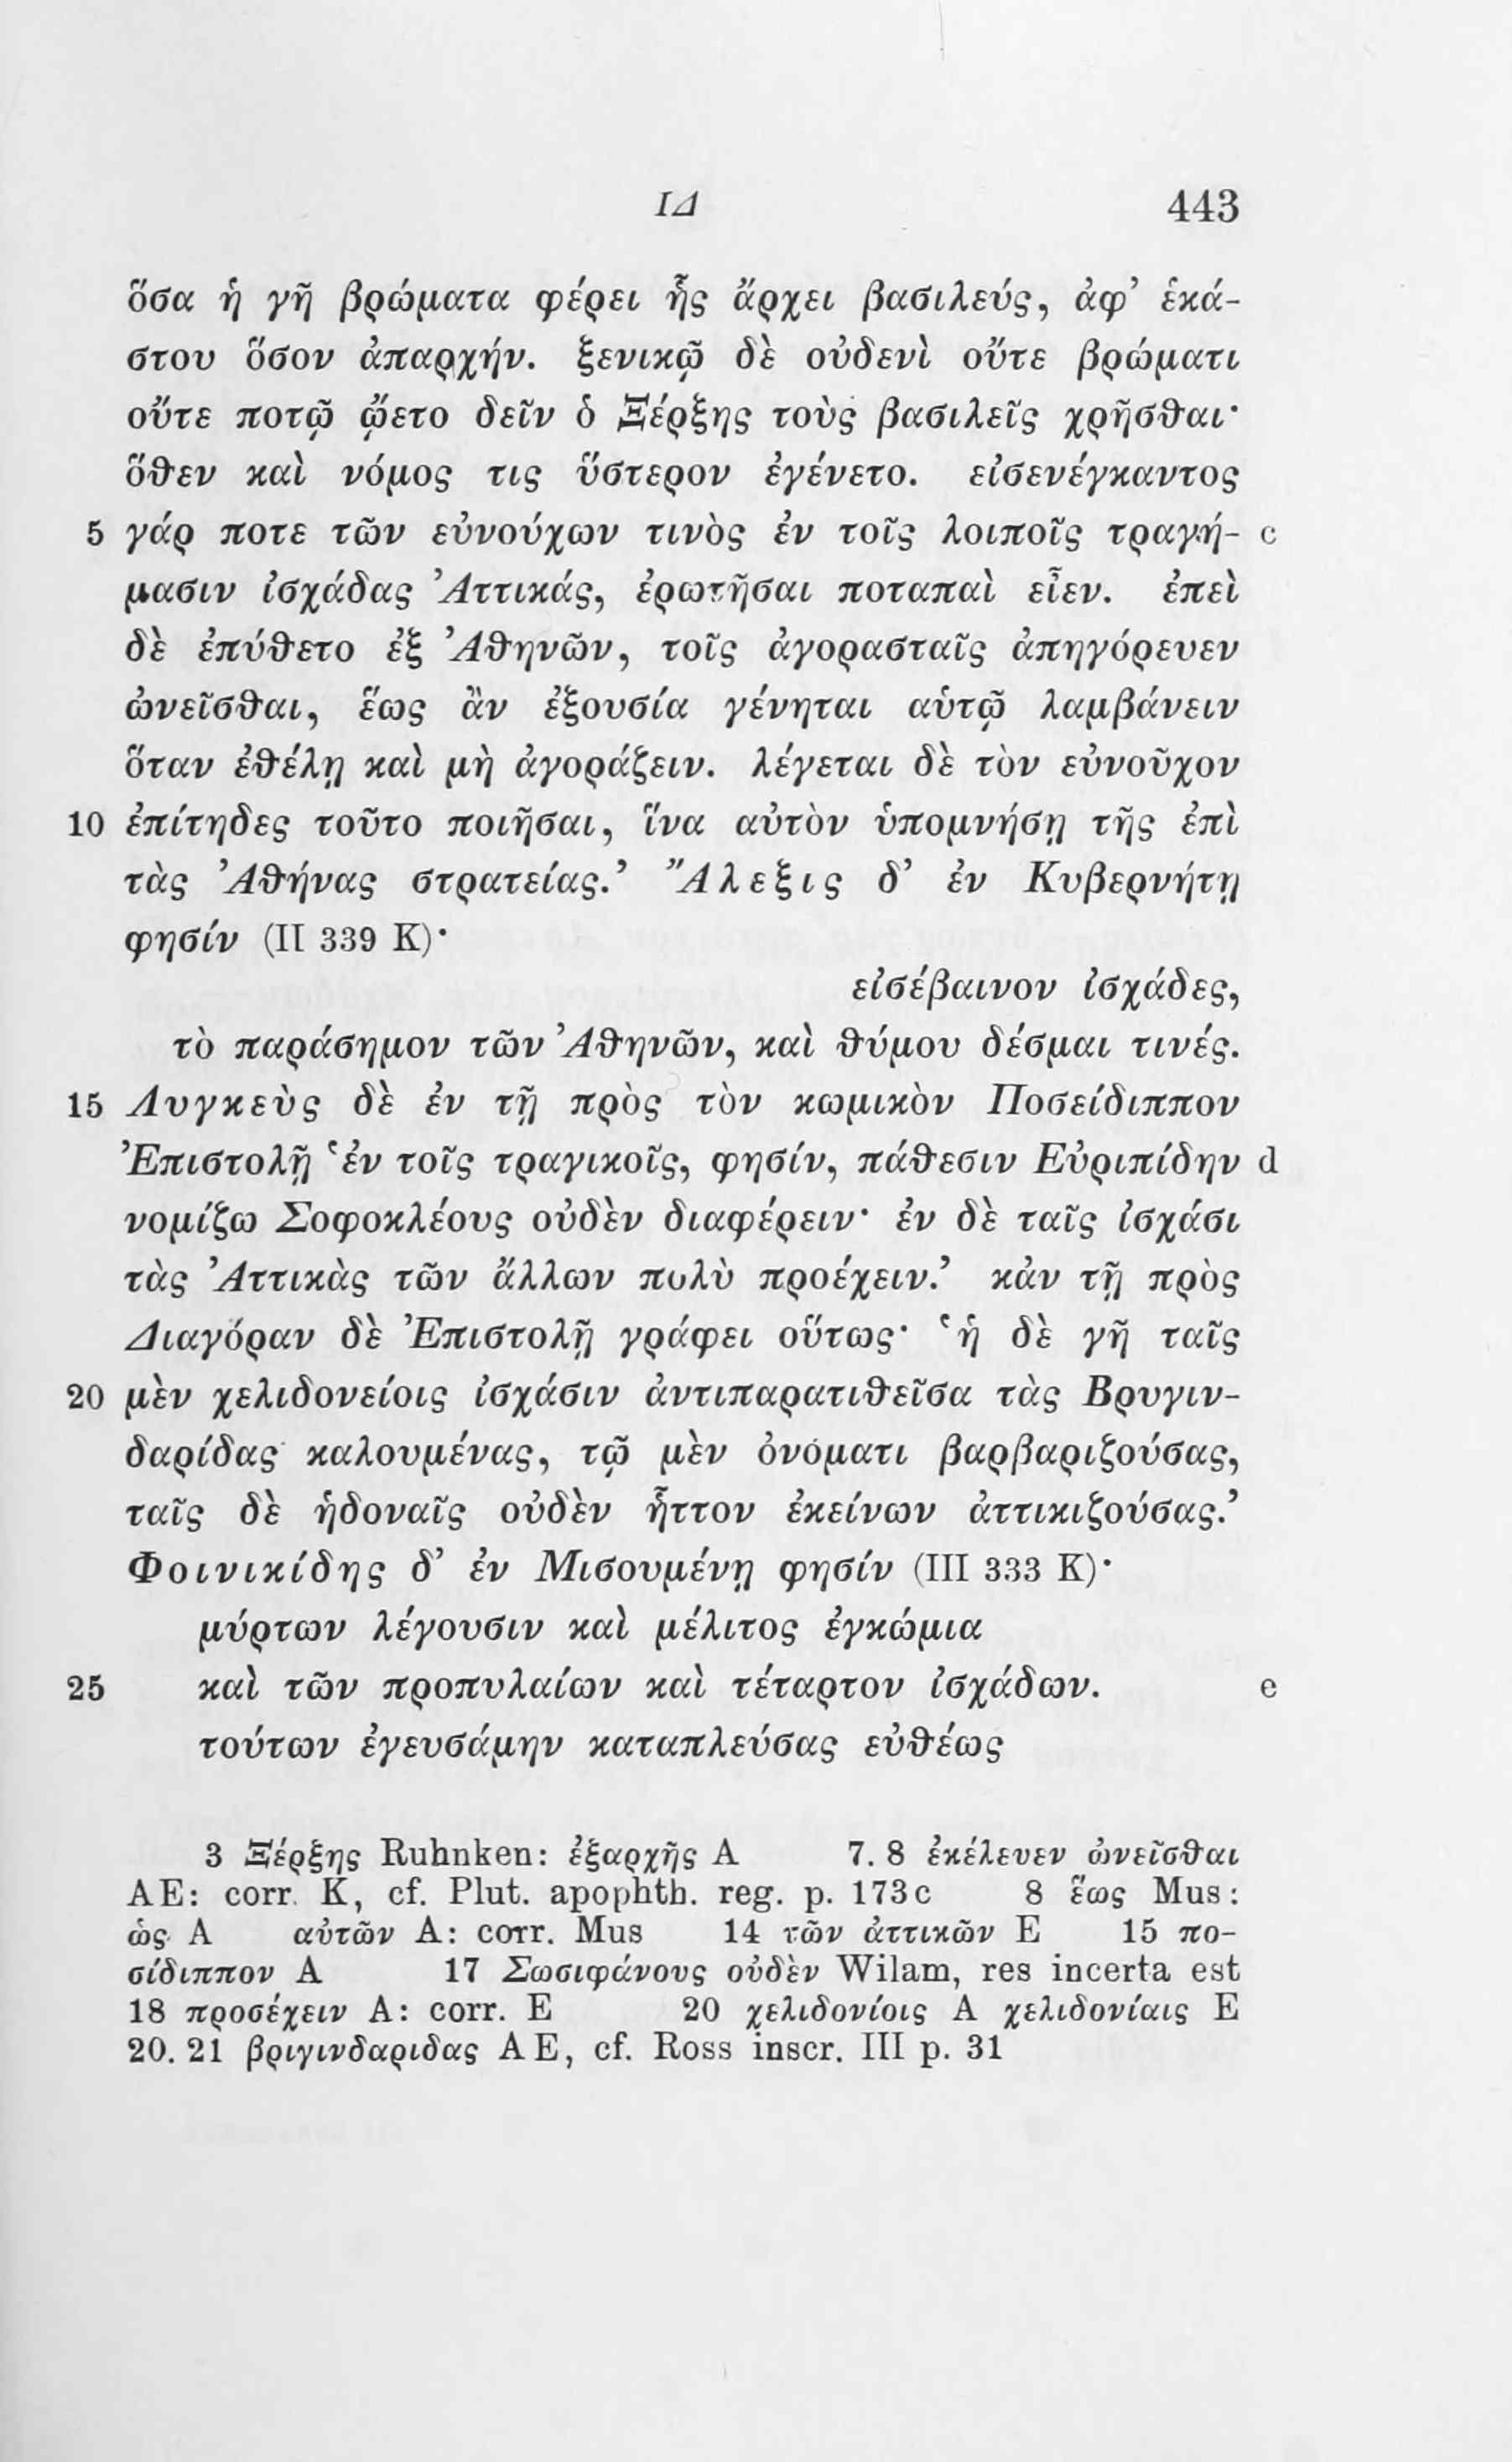 ΙΔ 443
ὅσα ἡ γῆ βρώματα φέρει ἧς ἄρχει βασιλεύς, ἀφ’ ἑκά-
στου ὅσον ἀπαρχήν. ξενικῷ δὲ οὐδενὶ οὔτε βρώματι
οὔτε ποτῷ ᾤετο δεῖν ὁ Ξέρξης τοὺς βασιλεῖς χρῆσθαι·
ὅθεν καὶ νόμος τις ὕστερον ἐγένετο. εἰσενέγκαντος
5 γάρ ποτε τῶν εὐνούχων τινὸς ἐν τοῖς λοιποῖς τραγή- c
μασιν ἰσχάδας Ἀττικάς, ἐρωτῆσαι ποταπαὶ εἶεν. ἐπεὶ
δὲ ἐπύθετο ἐξ Ἀθηνῶν, τοῖς ἀγορασταῖς ἀπηγόρευεν
ὠνεῖσθαι, ἕως ἂν ἐξουσία γένηται αὑτῷ λαμβάνειν
ὅταν ἐθέλῃ καὶ μὴ ἀγοράζειν. λέγεται δὲ τὸν εὐνοῦχον
10 ἐπίτηδες τοῦτο ποιῆσαι, ἵνα αὐτὸν ὑπομνήσῃ τῆς ἐπὶ
τὰς Ἀθήνας στρατείας.’ Ἄλεξις δ’ ἐν Κυβερνήτῃ
φησίν (II 339 K)·
εἰσέβαινον ἰσχάδες,
τὸ παράσημον τῶν Ἀθηνῶν, καὶ θύμου δέσμαι τινές.
15 Λυγκεὺς δὲ ἐν τῇ πρὸς τὸν κωμικὸν Ποσείδιππον
Ἐπιστολῇ ‘ἐν τοῖς τραγικοῖς, φησίν, πάθεσιν Εὐριπίδην d
νομίζω Σοφοκλέους οὐδὲν διαφέρειν· ἐν δὲ ταῖς ἰσχάσι
τὰς Ἀττικὰς τῶν ἄλλων πολὺ προέχειν.’ κἀν τῇ πρὸς
Διαγόραν δὲ Ἐπιστολῇ γράφει οὕτως· ‘ἡ δὲ γῆ ταῖς
20 μὲν χελιδονείοις ἰσχάσιν ἀντιπαρατιθεῖσα τὰς Βρυγιν-
δαρίδας καλουμένας, τῷ μὲν ὀνόματι βαρβαριζούσας,
ταῖς δὲ ἡδοναῖς οὐδὲν ἧττον ἐκείνων ἀττικιζούσας.’
Φοινικίδης δ’ ἐν Μισουμένῃ φησίν (III 333 K)·
μύρτων λέγουσιν καὶ μέλιτος ἐγκώμια
25 καὶ τῶν προπυλαίων καὶ τέταρτον ἰσχάδων. e
τούτων ἐγευσάμην καταπλεύσας εὐθέως
3 Ξέρξης Ruhnken: ἐξαρχῆς A 7. 8 ἐκέλευεν ὠνεῖσθαι
AE: corr. K, cf. Plut. apophth. reg. p. 173c 8 ἕως Mus:
ὡς A αὐτῶν A: corr. Mus 14 τῶν ἀττικῶν E 15 πο-
σίδιππον A 17 Σωσιφάνους οὐδὲν Wilam, res incerta est
18 προσέχειν A: corr. E 20 χελιδονίοις A χελιδονίαις E
20. 21 βριγινδαριδας AE, cf. Ross inscr. III p. 31